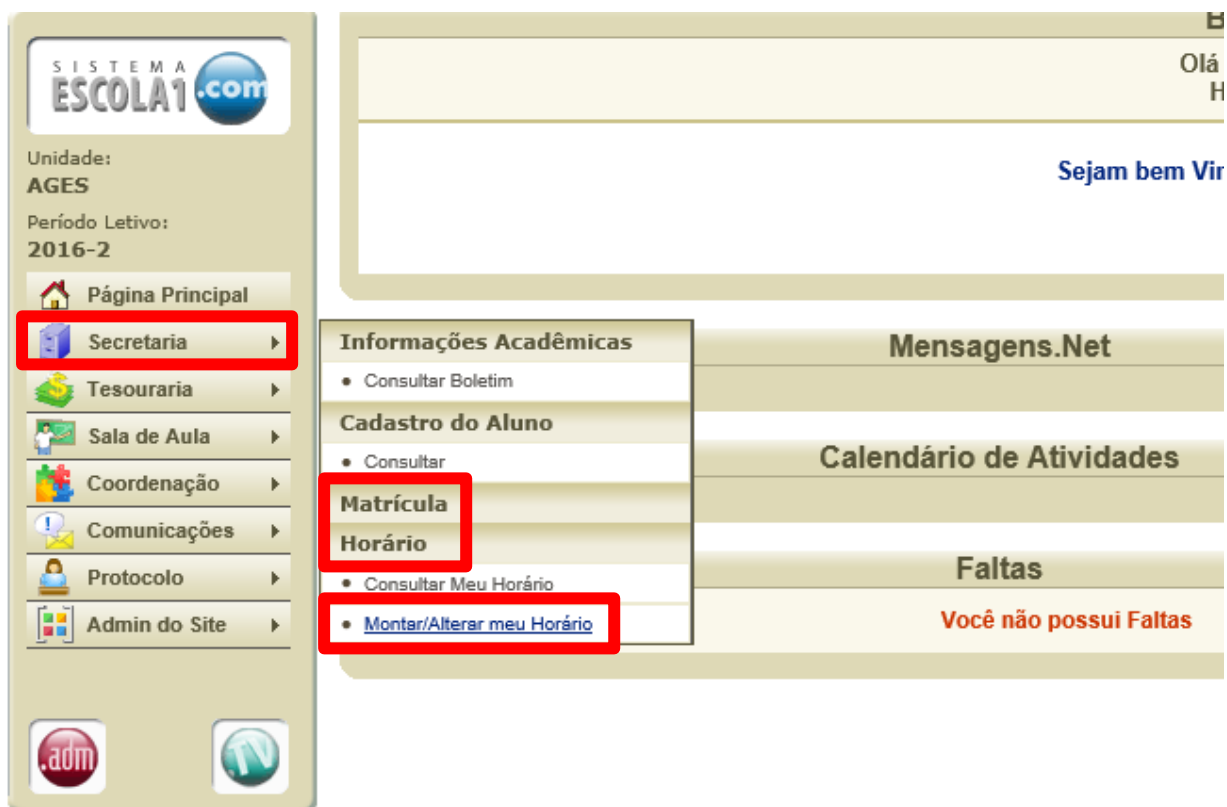 SISTEMA
ESCOLA1.com
Unidade:
AGES
Período Letivo:
2016-2
Página Principal
Secretaria
Tesouraria
Sala de Aula
Coordenação
Comunicações
Protocolo
Admin do Site
.adm
.TV
Informações Acadêmicas
Consultar Boletim
Cadastro do Aluno
Consultar
Matrícula
Horário
Consultar Meu Horário
Montar/Alterar meu Horário
Olá
H
Sejam bem Vin
Mensagens.Net
Calendário de Atividades
Faltas
Você não possui Faltas